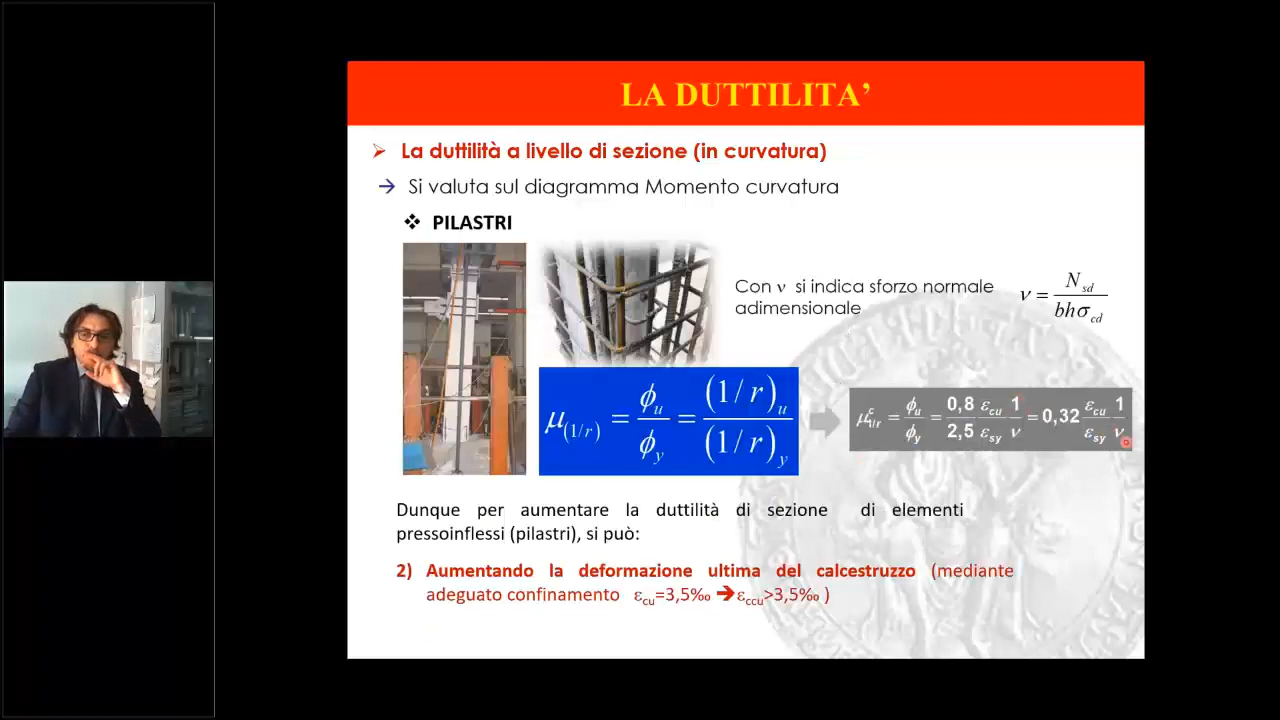 LA DUTTILITA’
➢ La duttilità a livello di sezione (in curvatura)
→ Si valuta sul diagramma Momento curvatura
❖ PILASTRI
Con ν si indica sforzo normale
adimensionale
ν = N_sd / bhσ_cd
μ_(1/r) = ϕ_u / ϕ_y = (1/r)_u / (1/r)_y
μ^c_1/r = ϕ_u / ϕ_y = 0,8 / 2,5 ε_cu / ε_sy 1 / ν = 0,32 ε_cu / ε_sy 1 / ν
Dunque per aumentare la duttilità di sezione di elementi
pressoinflessi (pilastri), si può:
2) Aumentando la deformazione ultima del calcestruzzo (mediante
adeguato confinamento ε_cu=3,5‰ ➔ε_ccu>3,5‰ )